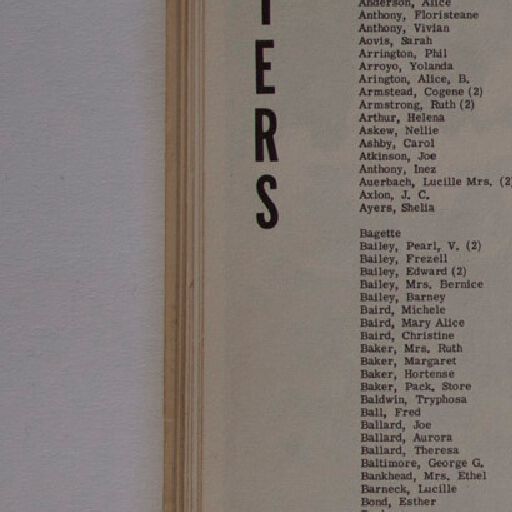 T
E
R
S
Anderson, Alice
Anthony, Floristeane
Anthony, Vivian
Aovis, Sarah
Arrington, Phil
Arroyo, Yolanda
Arington, Alice, B.
Armstead, Cogene (2)
Armstrong, Ruth (2)
Arthur, Helena
Askew, Nellie
Ashby, Carol
Atkinson, Joe
Anthony, Inez
Auerbach, Lucille Mrs. (2)
Axlon, J. C.
Ayers, Shelia
Bagette
Bailey, Pearl, V. (2)
Bailey, Frezell
Bailey, Edward (2)
Bailey, Mrs. Bernice
Bailey, Barney
Baird, Michele
Baird, Mary Alice
Baird, Christine
Baker, Mrs. Ruth
Baker, Margaret
Baker, Hortense
Baker, Pack, Store
Baldwin, Tryphosa
Ball, Fred
Ballard, Joe
Ballard, Aurora
Ballard, Theresa
Baltimore, George G.
Bankhead, Mrs. Ethel
Barneck, Lucille
Bond, Esther